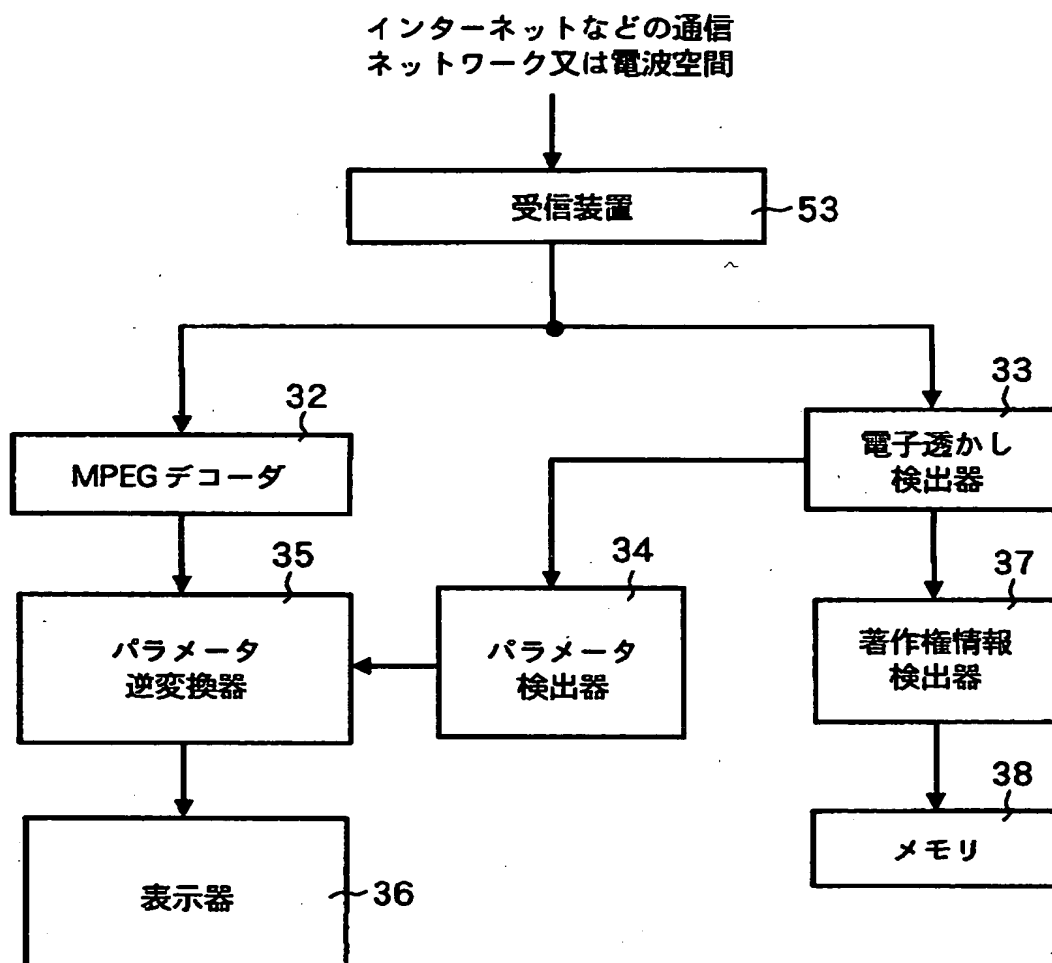 インターネットなどの通信
ネットワーク又は電波空間
受信装置
53
32
MPEGデコーダ
33
電子透かし
検出器
35
パラメータ
逆変換器
34
パラメータ
検出器
37
著作権情報
検出器
38
メモリ
表示器
36